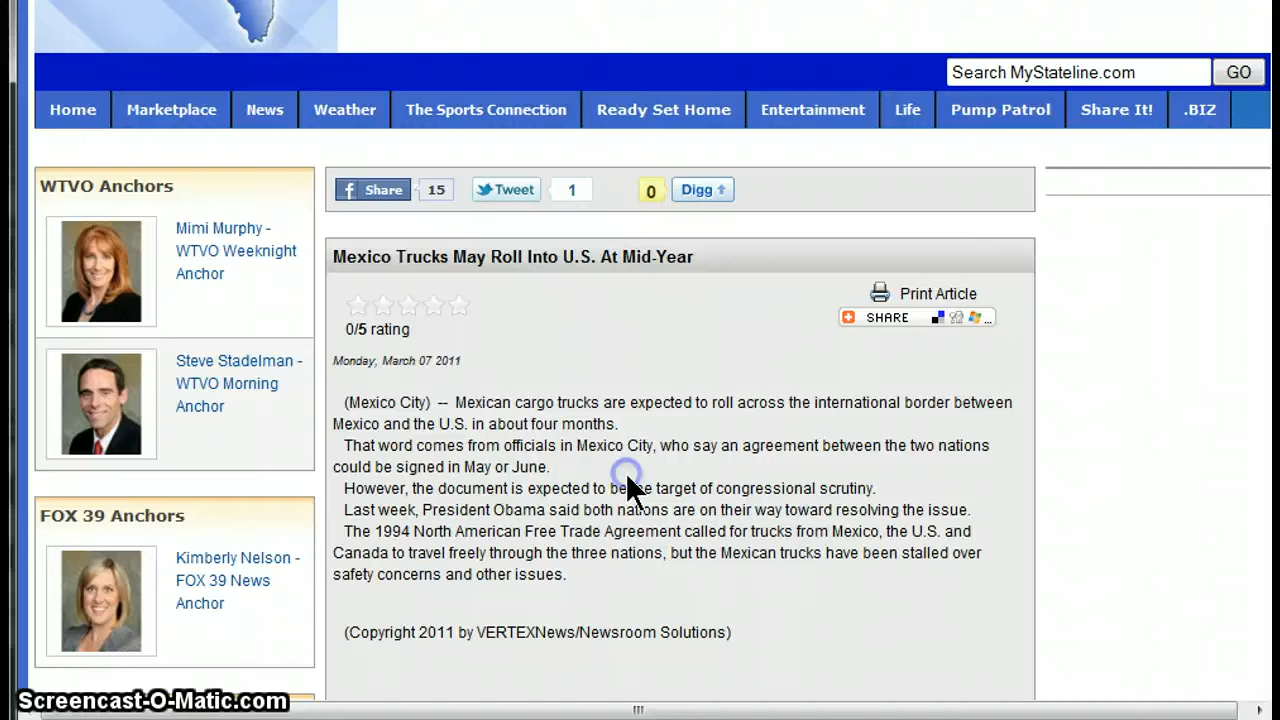 Search MyStateline.com GO
Home Marketplace News Weather The Sports Connection Ready Set Home Entertainment Life Pump Patrol Share It! .BIZ
WTVO Anchors
Mimi Murphy -
WTVO Weeknight
Anchor
Steve Stadelman -
WTVO Morning
Anchor
FOX 39 Anchors
Kimberly Nelson -
FOX 39 News
Anchor
Share 15 Tweet 1 0 Digg
Mexico Trucks May Roll Into U.S. At Mid-Year
Print Article
SHARE ...
0/5 rating
Monday, March 07 2011
(Mexico City) -- Mexican cargo trucks are expected to roll across the international border between
Mexico and the U.S. in about four months.
That word comes from officials in Mexico City, who say an agreement between the two nations
could be signed in May or June.
However, the document is expected to be target of congressional scrutiny.
Last week, President Obama said both nations are on their way toward resolving the issue.
The 1994 North American Free Trade Agreement called for trucks from Mexico, the U.S. and
Canada to travel freely through the three nations, but the Mexican trucks have been stalled over
safety concerns and other issues.
(Copyright 2011 by VERTEXNews/Newsroom Solutions)
Screencast-O-Matic.com